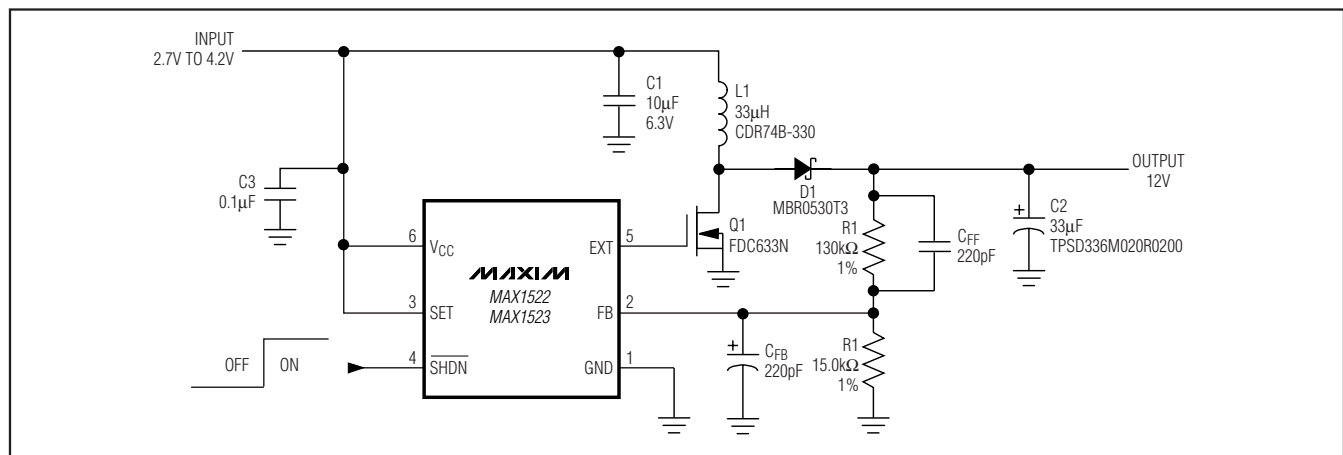 INPUT
2.7V TO 4.2V
C1
10µF
6.3V
L1
33µH
CDR74B-330
C3
0.1µF
D1
MBR0530T3
OUTPUT
12V
C2
33µF
TPSD336M020R0200
Q1
FDC633N
R1
130kΩ
1%
CFF
220pF
6
VCC
EXT
5
MAXIM
MAX1522
MAX1523
3
SET
FB
2
OFF
ON
4
SHDN
GND
1
CFB
220pF
R1
15.0kΩ
1%